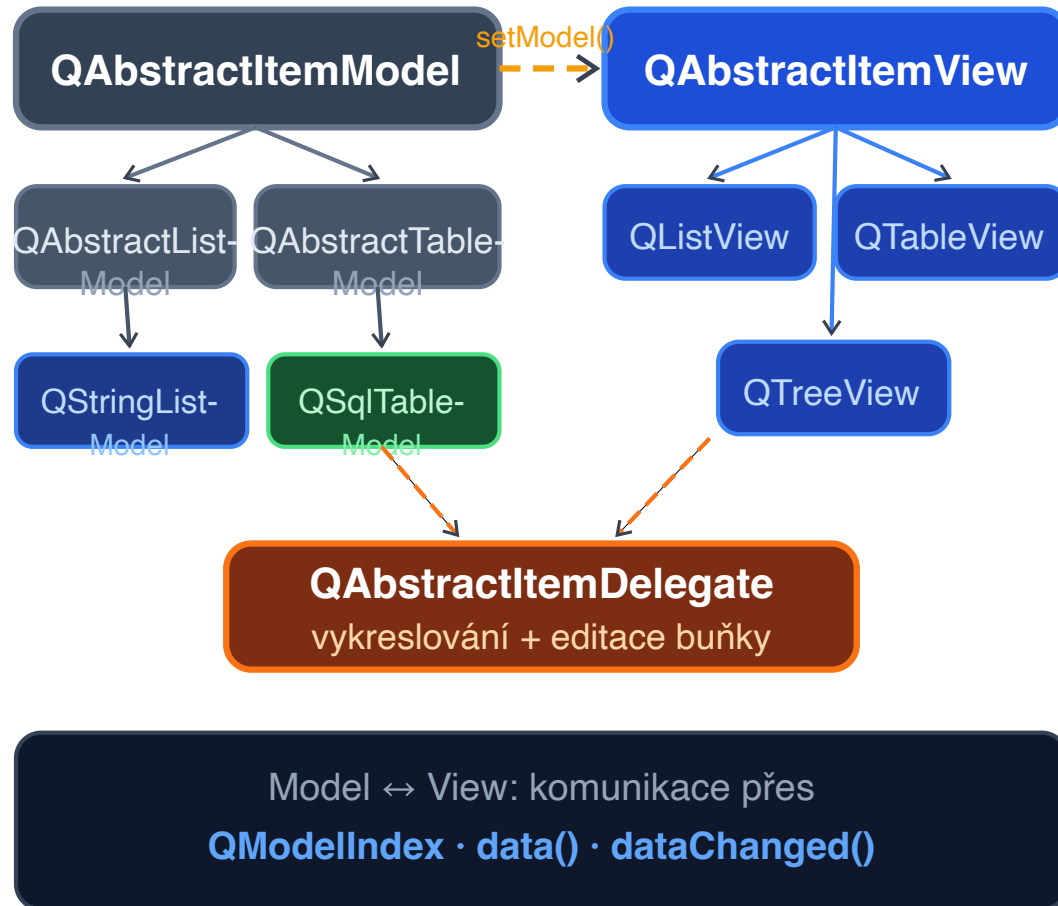 setModel()
QAbstractItemModel
QAbstractItemView
QAbstractList-
Model
QAbstractTable-
Model
QListView
QTableView
QStringList-
Model
QSqlTable-
Model
QTreeView
QAbstractItemDelegate
vykreslování + editace buňky
Model ↔ View: komunikace přes
QModelIndex · data() · dataChanged()